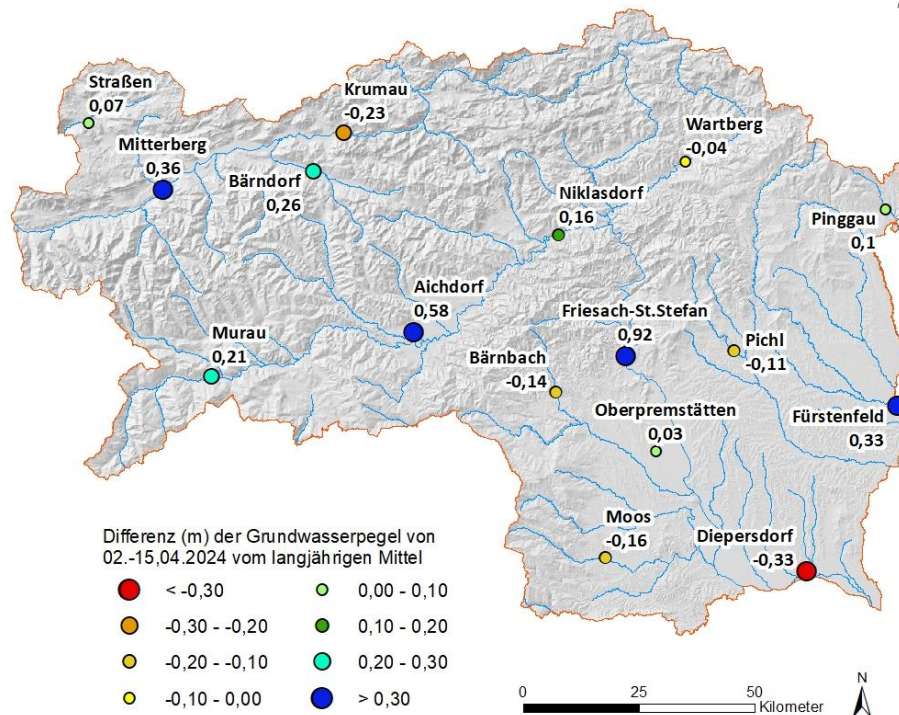 Straßen
0,07
Krumau
-0,23
Mitterberg
0,36
Wartberg
-0,04
Bärndorf
0,26
Niklasdorf
0,16
Pinggau
0,1
Aichdorf
0,58
Friesach-St.Stefan
0,92
Murau
0,21
Bärnbach
-0,14
Pichl
-0,11
Oberpremstätten
0,03
Fürstenfeld
0,33
Moos
-0,16
Diepersdorf
-0,33
Differenz (m) der Grundwasserpegel von
02.-15,04.2024 vom langjährigen Mittel
< -0,30
-0,30 - -0,20
-0,20 - -0,10
-0,10 - 0,00
0,00 - 0,10
0,10 - 0,20
0,20 - 0,30
> 0,30
0 25 50
Kilometer
N